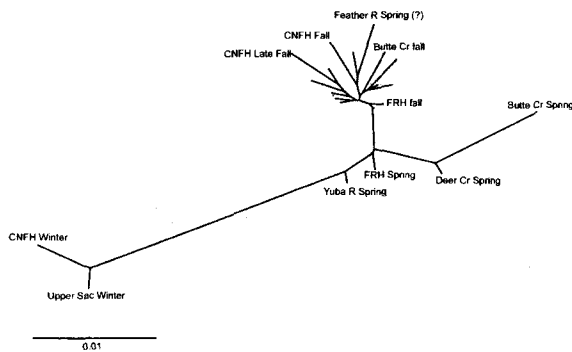 Feather R Spring (?)
CNFH Fall
Butte Cr fall
CNFH Late Fall
FRH fall
Butte Cr Spring
FRH Spring
Deer Cr Spring
Yuba R Spring
CNFH Winter
Upper Sac Winter
0.01